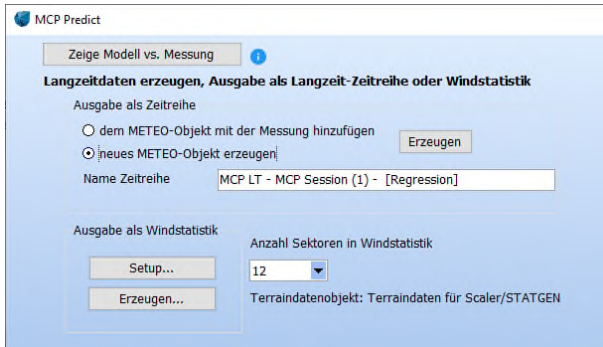 MCP Predict
Zeige Modell vs. Messung
Langzeitdaten erzeugen, Ausgabe als Langzeit-Zeitreihe oder Windstatistik
Ausgabe als Zeitreihe
dem METEO-Objekt mit der Messung hinzufügen
Erzeugen
neues METEO-Objekt erzeugen
Name Zeitreihe MCP LT - MCP Session (1) - [Regression]
Ausgabe als Windstatistik
Anzahl Sektoren in Windstatistik
Setup...
12
Erzeugen...
Terraindatenobjekt: Terraindaten für Scaler/STATGEN